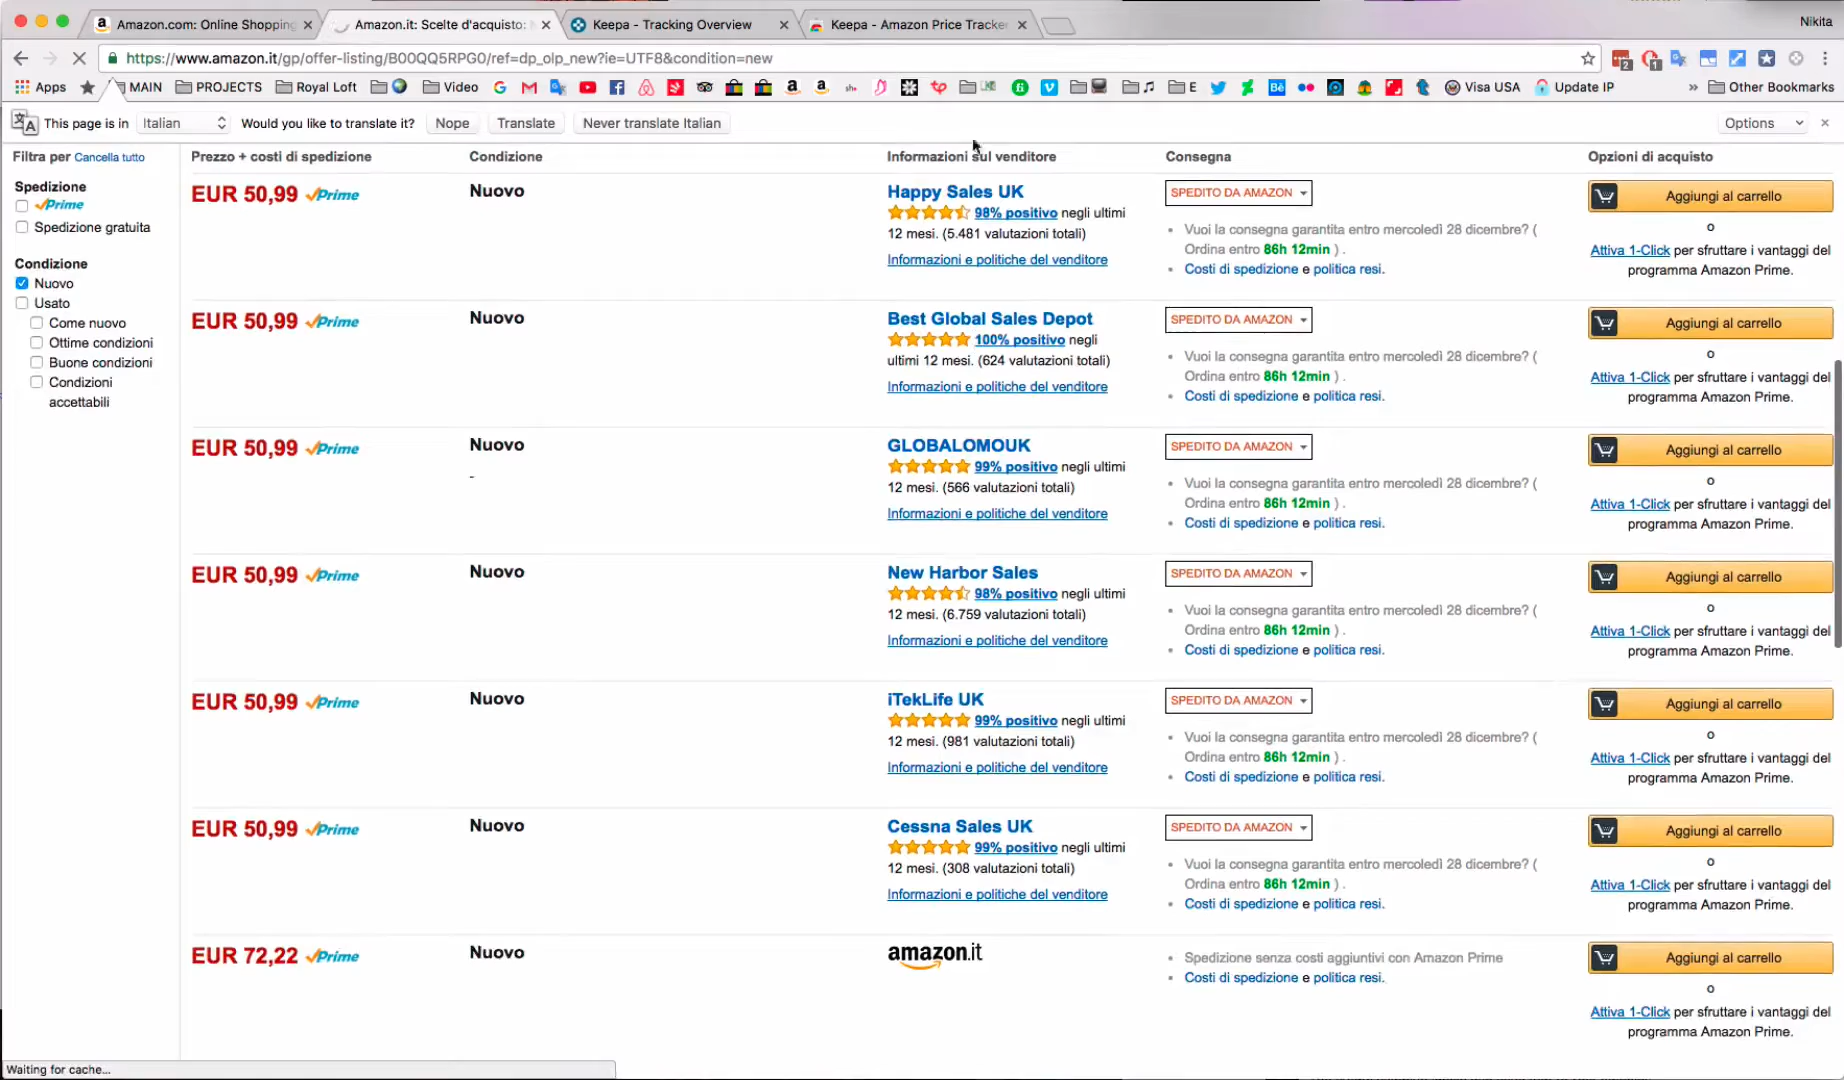 Amazon.com: Online Shopping
Amazon.it: Scelte d'acquisto:
Keepa - Tracking Overview
Keepa - Amazon Price Tracke
Nikita
https://www.amazon.it/gp/offer-listing/B00QQ5RPG0/ref=dp_olp_new?ie=UTF8&condition=new
Apps MAIN PROJECTS Royal Loft Video E Visa USA Update IP » Other Bookmarks
This page is in Italian Would you like to translate it? Nope Translate Never translate Italian Options
Filtra per Cancella tutto
Spedizione
Prime
Spedizione gratuita
Condizione
Nuovo
Usato
Come nuovo
Ottime condizioni
Buone condizioni
Condizioni
accettabili
Prezzo + costi di spedizione Condizione Informazioni sul venditore Consegna Opzioni di acquisto
EUR 50,99 Prime Nuovo Happy Sales UK SPEDITO DA AMAZON Aggiungi al carrello
98% positivo negli ultimi
12 mesi. (5.481 valutazioni totali)
Informazioni e politiche del venditore
Vuoi la consegna garantita entro mercoledì 28 dicembre? (
Ordina entro 86h 12min ) .
Costi di spedizione e politica resi.
o
Attiva 1-Click per sfruttare i vantaggi del
programma Amazon Prime.
EUR 50,99 Prime Nuovo Best Global Sales Depot SPEDITO DA AMAZON Aggiungi al carrello
100% positivo negli
ultimi 12 mesi. (624 valutazioni totali)
Informazioni e politiche del venditore
Vuoi la consegna garantita entro mercoledì 28 dicembre? (
Ordina entro 86h 12min ) .
Costi di spedizione e politica resi.
o
Attiva 1-Click per sfruttare i vantaggi del
programma Amazon Prime.
EUR 50,99 Prime Nuovo GLOBALOMOUK SPEDITO DA AMAZON Aggiungi al carrello
-
99% positivo negli ultimi
12 mesi. (566 valutazioni totali)
Informazioni e politiche del venditore
Vuoi la consegna garantita entro mercoledì 28 dicembre? (
Ordina entro 86h 12min ) .
Costi di spedizione e politica resi.
o
Attiva 1-Click per sfruttare i vantaggi del
programma Amazon Prime.
EUR 50,99 Prime Nuovo New Harbor Sales SPEDITO DA AMAZON Aggiungi al carrello
98% positivo negli ultimi
12 mesi. (6.759 valutazioni totali)
Informazioni e politiche del venditore
Vuoi la consegna garantita entro mercoledì 28 dicembre? (
Ordina entro 86h 12min ) .
Costi di spedizione e politica resi.
o
Attiva 1-Click per sfruttare i vantaggi del
programma Amazon Prime.
EUR 50,99 Prime Nuovo iTekLife UK SPEDITO DA AMAZON Aggiungi al carrello
99% positivo negli ultimi
12 mesi. (981 valutazioni totali)
Informazioni e politiche del venditore
Vuoi la consegna garantita entro mercoledì 28 dicembre? (
Ordina entro 86h 12min ) .
Costi di spedizione e politica resi.
o
Attiva 1-Click per sfruttare i vantaggi del
programma Amazon Prime.
EUR 50,99 Prime Nuovo Cessna Sales UK SPEDITO DA AMAZON Aggiungi al carrello
99% positivo negli ultimi
12 mesi. (308 valutazioni totali)
Informazioni e politiche del venditore
Vuoi la consegna garantita entro mercoledì 28 dicembre? (
Ordina entro 86h 12min ) .
Costi di spedizione e politica resi.
o
Attiva 1-Click per sfruttare i vantaggi del
programma Amazon Prime.
EUR 72,22 Prime Nuovo amazon.it Aggiungi al carrello
Spedizione senza costi aggiuntivi con Amazon Prime
Costi di spedizione e politica resi.
o
Attiva 1-Click per sfruttare i vantaggi del
programma Amazon Prime.
Waiting for cache...